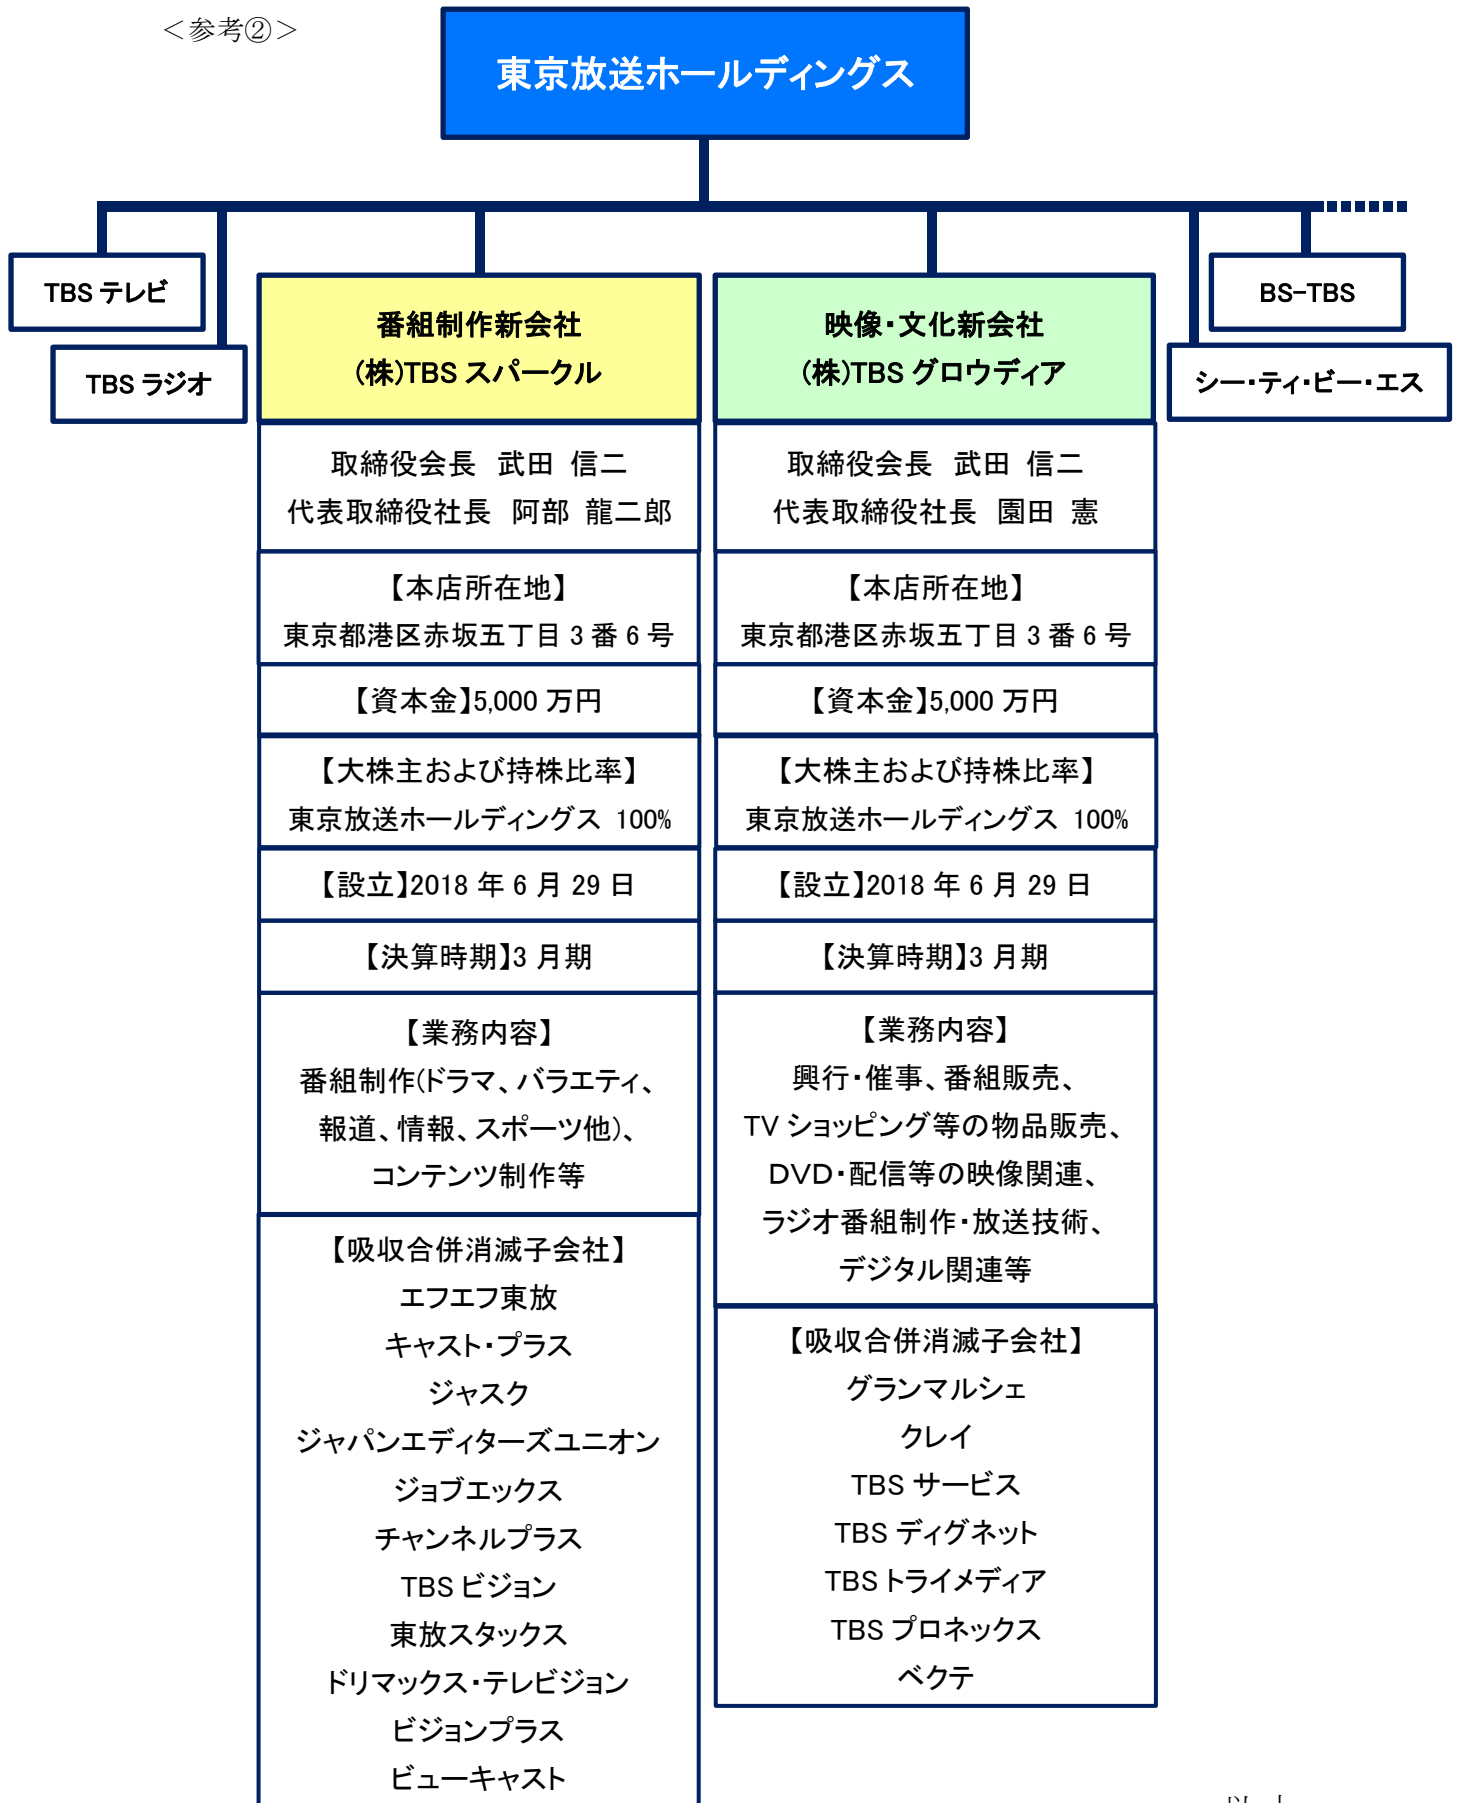 ＜参考②＞
東京放送ホールディングス
TBS テレビ
TBS ラジオ
BS-TBS
シー・ティ・ビー・エス
番組制作新会社
(株)TBS スパークル
取締役会長　武田 信二
代表取締役社長　阿部 龍二郎
【本店所在地】
東京都港区赤坂五丁目 3 番 6 号
【資本金】5,000 万円
【大株主および持株比率】
東京放送ホールディングス 100%
【設立】2018 年 6 月 29 日
【決算時期】3 月期
【業務内容】
番組制作(ドラマ、バラエティ、
報道、情報、スポーツ他)、
コンテンツ制作等
【吸収合併消滅子会社】
エフエフ東放
キャスト・プラス
ジャスク
ジャパンエディターズユニオン
ジョブエックス
チャンネルプラス
TBS ビジョン
東放スタックス
ドリマックス・テレビジョン
ビジョンプラス
ビューキャスト
映像・文化新会社
(株)TBS グロウディア
取締役会長　武田 信二
代表取締役社長　園田 憲
【本店所在地】
東京都港区赤坂五丁目 3 番 6 号
【資本金】5,000 万円
【大株主および持株比率】
東京放送ホールディングス 100%
【設立】2018 年 6 月 29 日
【決算時期】3 月期
【業務内容】
興行・催事、番組販売、
TV ショッピング等の物品販売、
DVD・配信等の映像関連、
ラジオ番組制作・放送技術、
デジタル関連等
【吸収合併消滅子会社】
グランマルシェ
クレイ
TBS サービス
TBS ディグネット
TBS トライメディア
TBS プロネックス
ベクテ